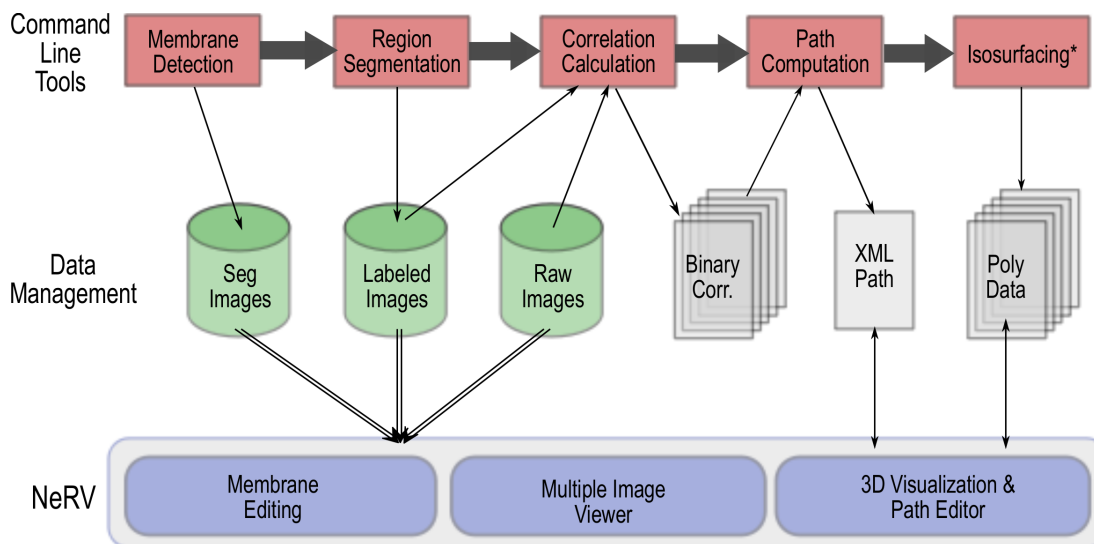 Command
Line
Tools
Membrane
Detection
Region
Segmentation
Correlation
Calculation
Path
Computation
Isosurfacing*
Data
Management
Seg
Images
Labeled
Images
Raw
Images
Binary
Corr.
XML
Path
Poly
Data
NeRV
Membrane
Editing
Multiple Image
Viewer
3D Visualization &
Path Editor